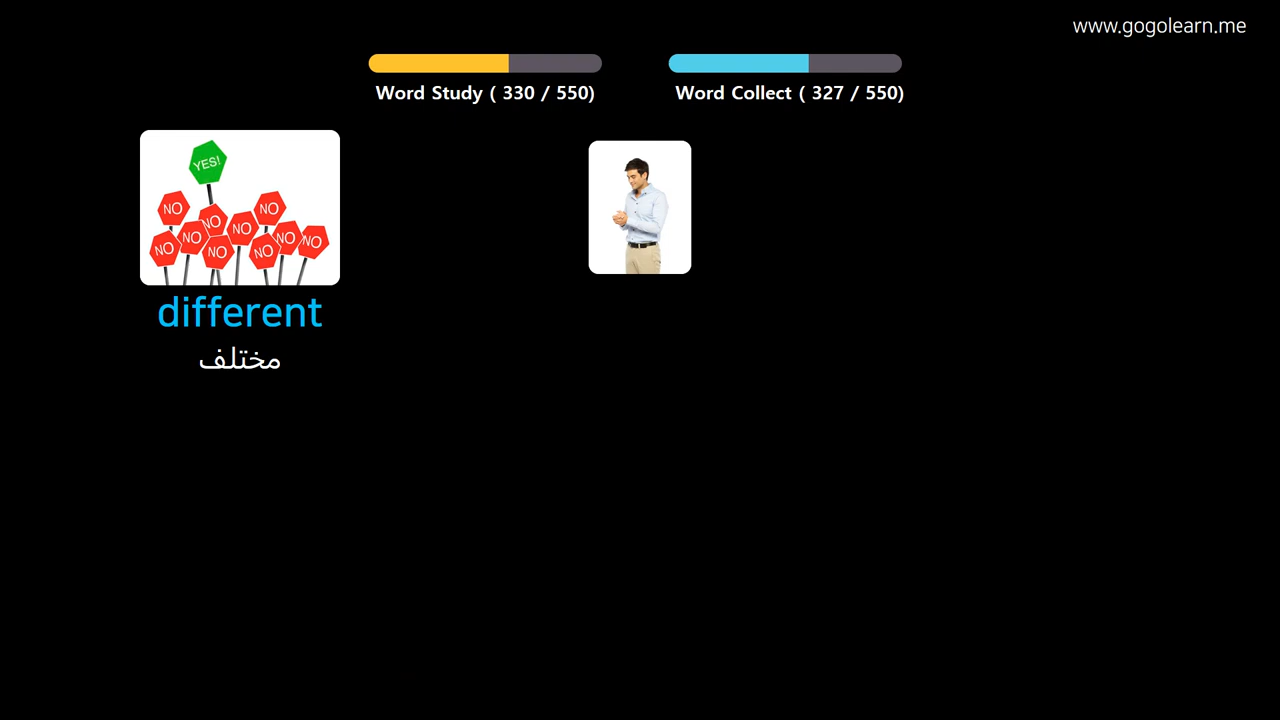 www.gogolearn.me
Word Study ( 330 / 550)
Word Collect ( 327 / 550)
YES!
NO
NO
NO
NO
NO
NO
NO
NO
NO
NO
different
مختلف